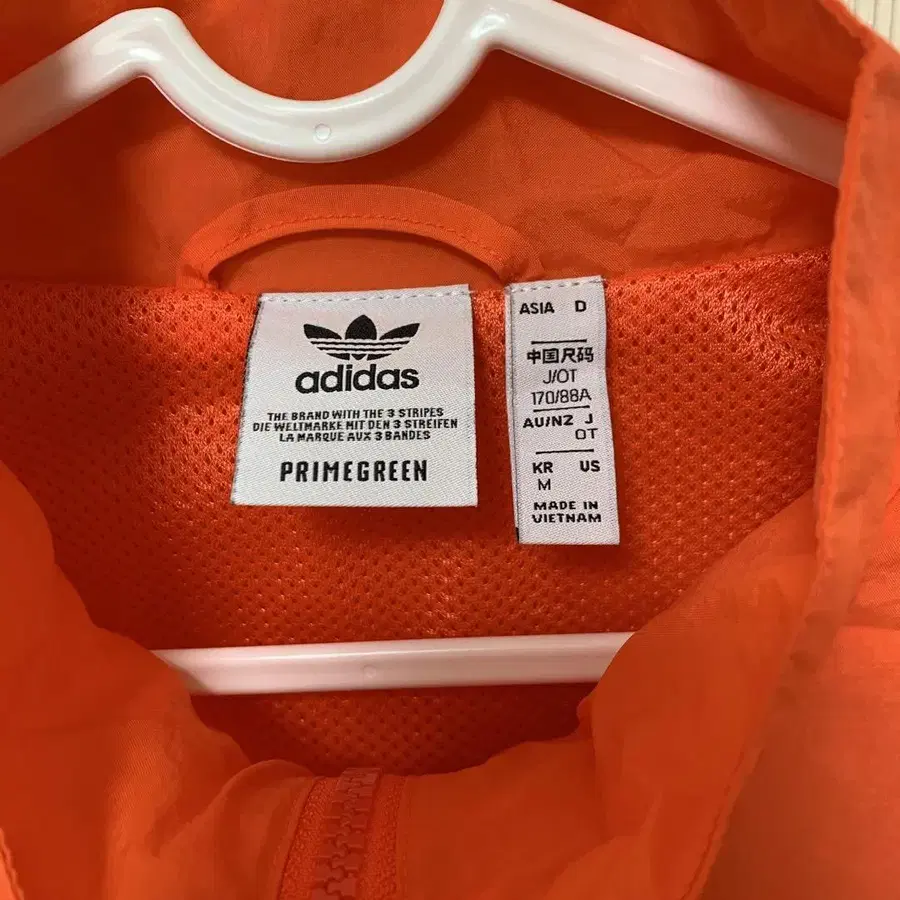 adidas
THE BRAND WITH THE 3 STRIPES
DIE WELTMARKE MIT DEN 3 STREIFEN
LA MARQUE AUX 3 BANDES
PRIMEGREEN
ASIA D
中国尺码
J/OT
170/88A
AU/NZ J
OT
KR US
M
MADE IN
VIETNAM